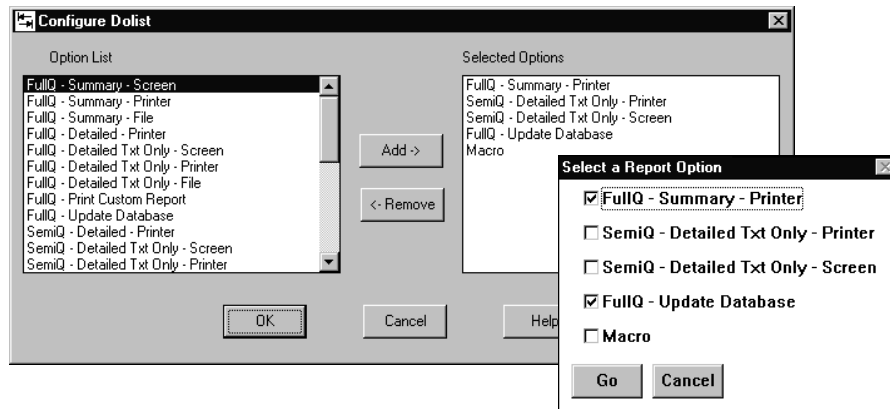 Configure Dolist
Option List
FullQ - Summary - Screen
FullQ - Summary - Printer
FullQ - Summary - File
FullQ - Detailed - Printer
FullQ - Detailed Txt Only - Screen
FullQ - Detailed Txt Only - Printer
FullQ - Detailed Txt Only - File
FullQ - Print Custom Report
FullQ - Update Database
SemiQ - Detailed - Printer
SemiQ - Detailed Txt Only - Screen
SemiQ - Detailed Txt Only - Printer
Add ->
<- Remove
Selected Options
FullQ - Summary - Printer
SemiQ - Detailed Txt Only - Printer
SemiQ - Detailed Txt Only - Screen
FullQ - Update Database
Macro
OK
Cancel
Help
Select a Report Option
FullQ - Summary - Printer
SemiQ - Detailed Txt Only - Printer
SemiQ - Detailed Txt Only - Screen
FullQ - Update Database
Macro
Go
Cancel